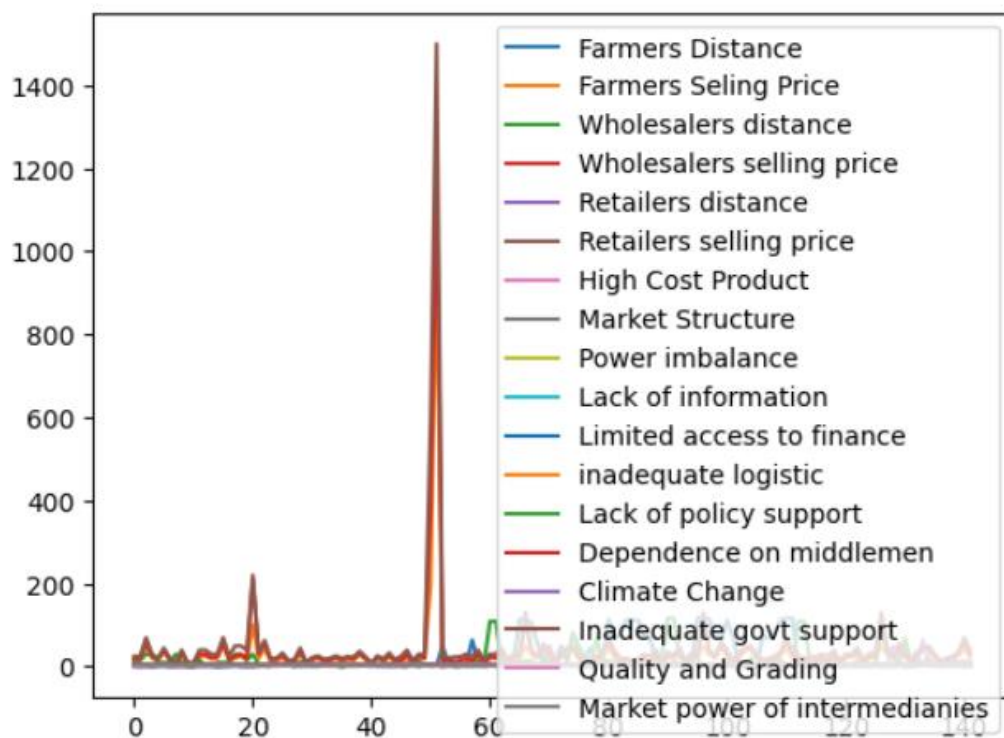 1400
1200
1000
800
600
400
200
0
Farmers Distance
Farmers Seling Price
Wholesalers distance
Wholesalers selling price
Retailers distance
Retailers selling price
High Cost Product
Market Structure
Power imbalance
Lack of information
Limited access to finance
inadequate logistic
Lack of policy support
Dependence on middlemen
Climate Change
Inadequate govt support
Quality and Grading
Market power of intermedianies
0 20 40 60 80 100 120 140